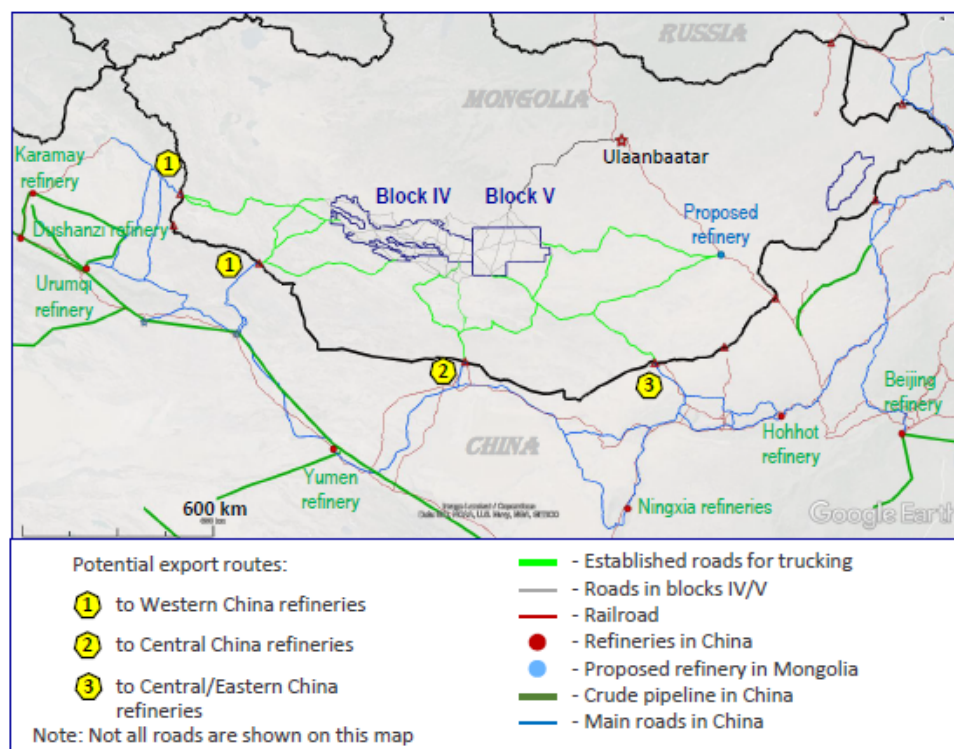 RUSSIA
MONGOLIA
Ulaanbaatar
Karamay
refinery
1
Block IV
Block V
Dushanzi refinery
Proposed
refinery
1
Urumqi
refinery
2
3
Beijing
refinery
CHINA
Hohhot
refinery
Yumen
refinery
Ningxia refineries
600 km
Google Earth
Potential export routes:
1 to Western China refineries
2 to Central China refineries
3 to Central/Eastern China
refineries
Note: Not all roads are shown on this map
- Established roads for trucking
- Roads in blocks IV/V
- Railroad
- Refineries in China
- Proposed refinery in Mongolia
- Crude pipeline in China
- Main roads in China